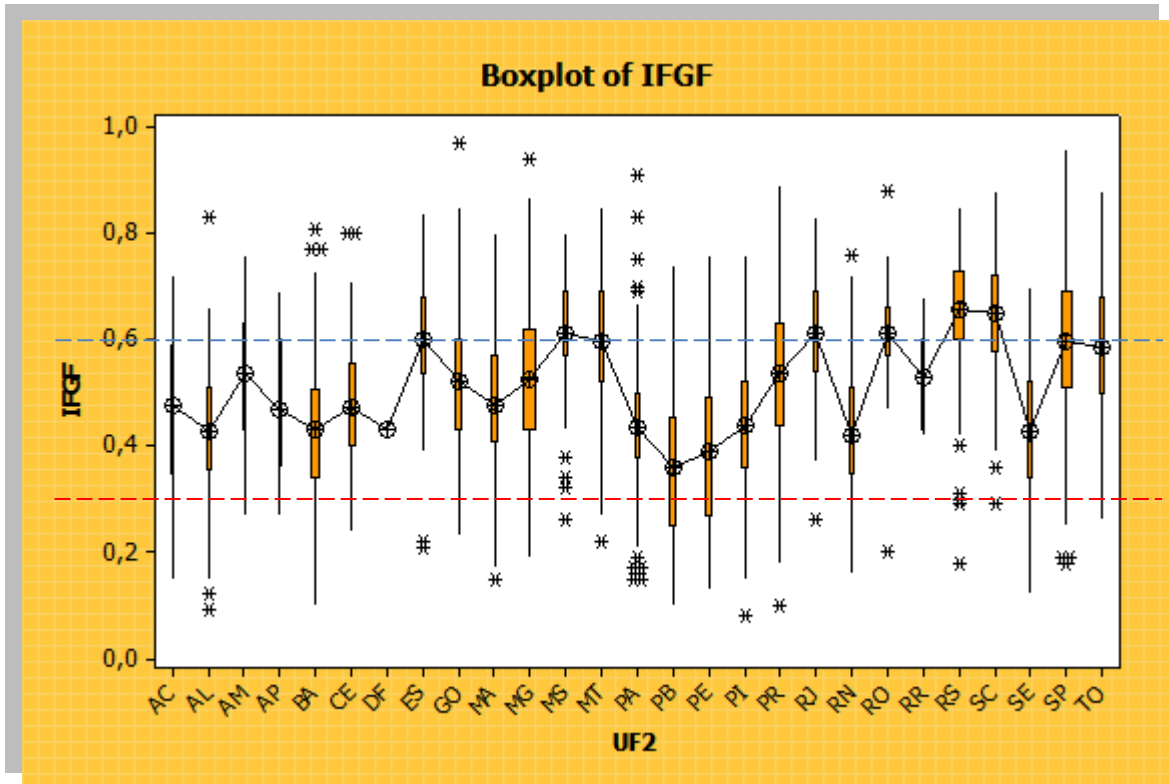 Boxplot of IFGF
1,0
0,8
0,6
0,4
0,2
0,0
IFGF
AC AL AM AP BA CE DF ES GO MA MG MS MT PA PB PE PI PR RJ RN RO RR RS SC SE SP TO
UF2